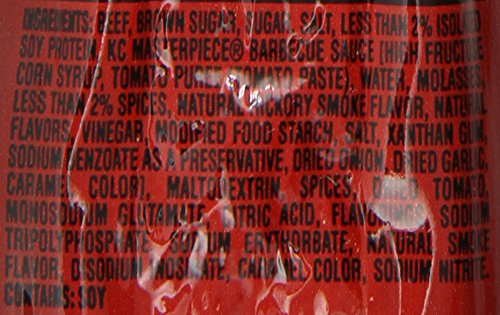 INGREDIENTS: BEEF, BROWN SUGAR, SUGAR, SALT, LESS THAN 2% ISOLATED
SOY PROTEIN, KC MASTERPIECE® BARBECUE SAUCE (HIGH FRUCTOSE
CORN SYRUP, TOMATO PUREE (TOMATO PASTE), WATER, MOLASSES,
LESS THAN 2% SPICES, NATURAL HICKORY SMOKE FLAVOR, NATURAL
FLAVORS, VINEGAR, MODIFIED FOOD STARCH, SALT, XANTHAN GUM,
SODIUM BENZOATE AS A PRESERVATIVE, DRIED ONION, DRIED GARLIC,
CARAMEL COLOR), MALTODEXTRIN, SPICES, DRIED TOMATO,
MONOSODIUM GLUTAMATE, CITRIC ACID, FLAVORINGS, SODIUM
TRIPOLYPHOSPHATE, SODIUM ERYTHORBATE, NATURAL SMOKE
FLAVOR, DISODIUM INOSINATE, CARAMEL COLOR, SODIUM NITRITE.
CONTAINS: SOY